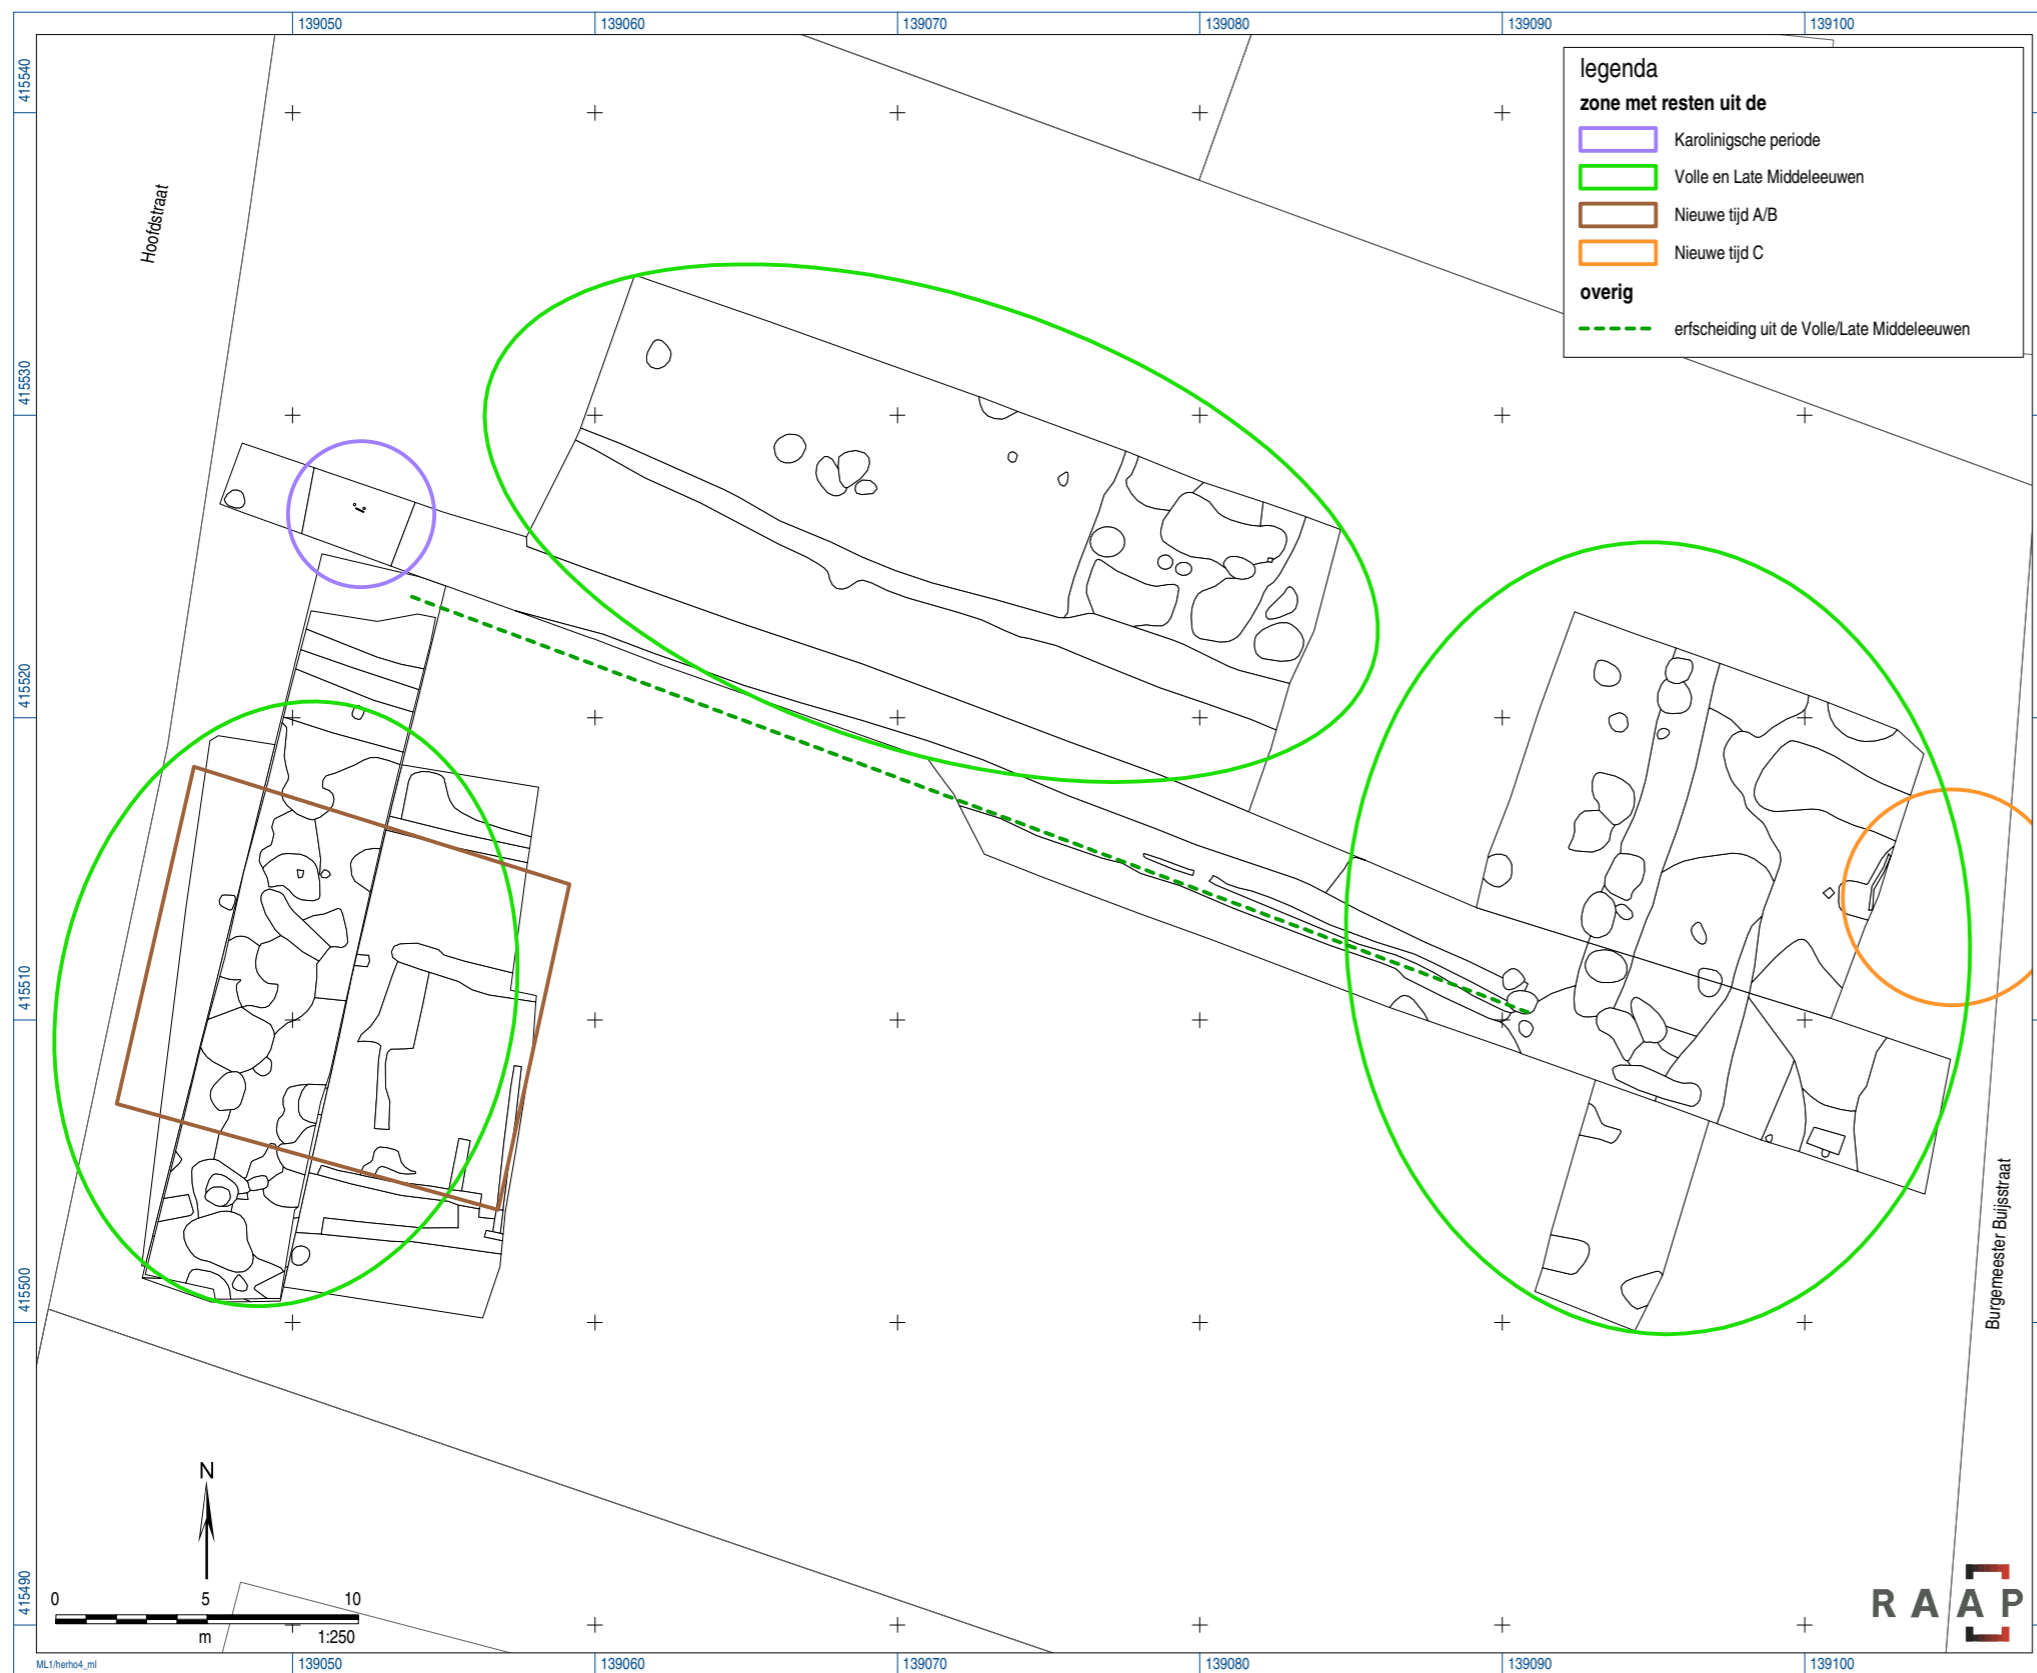 139050 139060 139070 139080 139090 139100
legenda
zone met resten uit de
Karolinigsche periode
Volle en Late Middeleeuwen
Nieuwe tijd A/B
Nieuwe tijd C
overig
erfscheiding uit de Volle/Late Middeleeuwen
415540
415530
415520
415510
415500
415490
Hoofdstraat
Burgemeester Buijsstraat
N
0 5 10
m 1:250
RAAP
ML1/herho4_ml
139050 139060 139070 139080 139090 139100